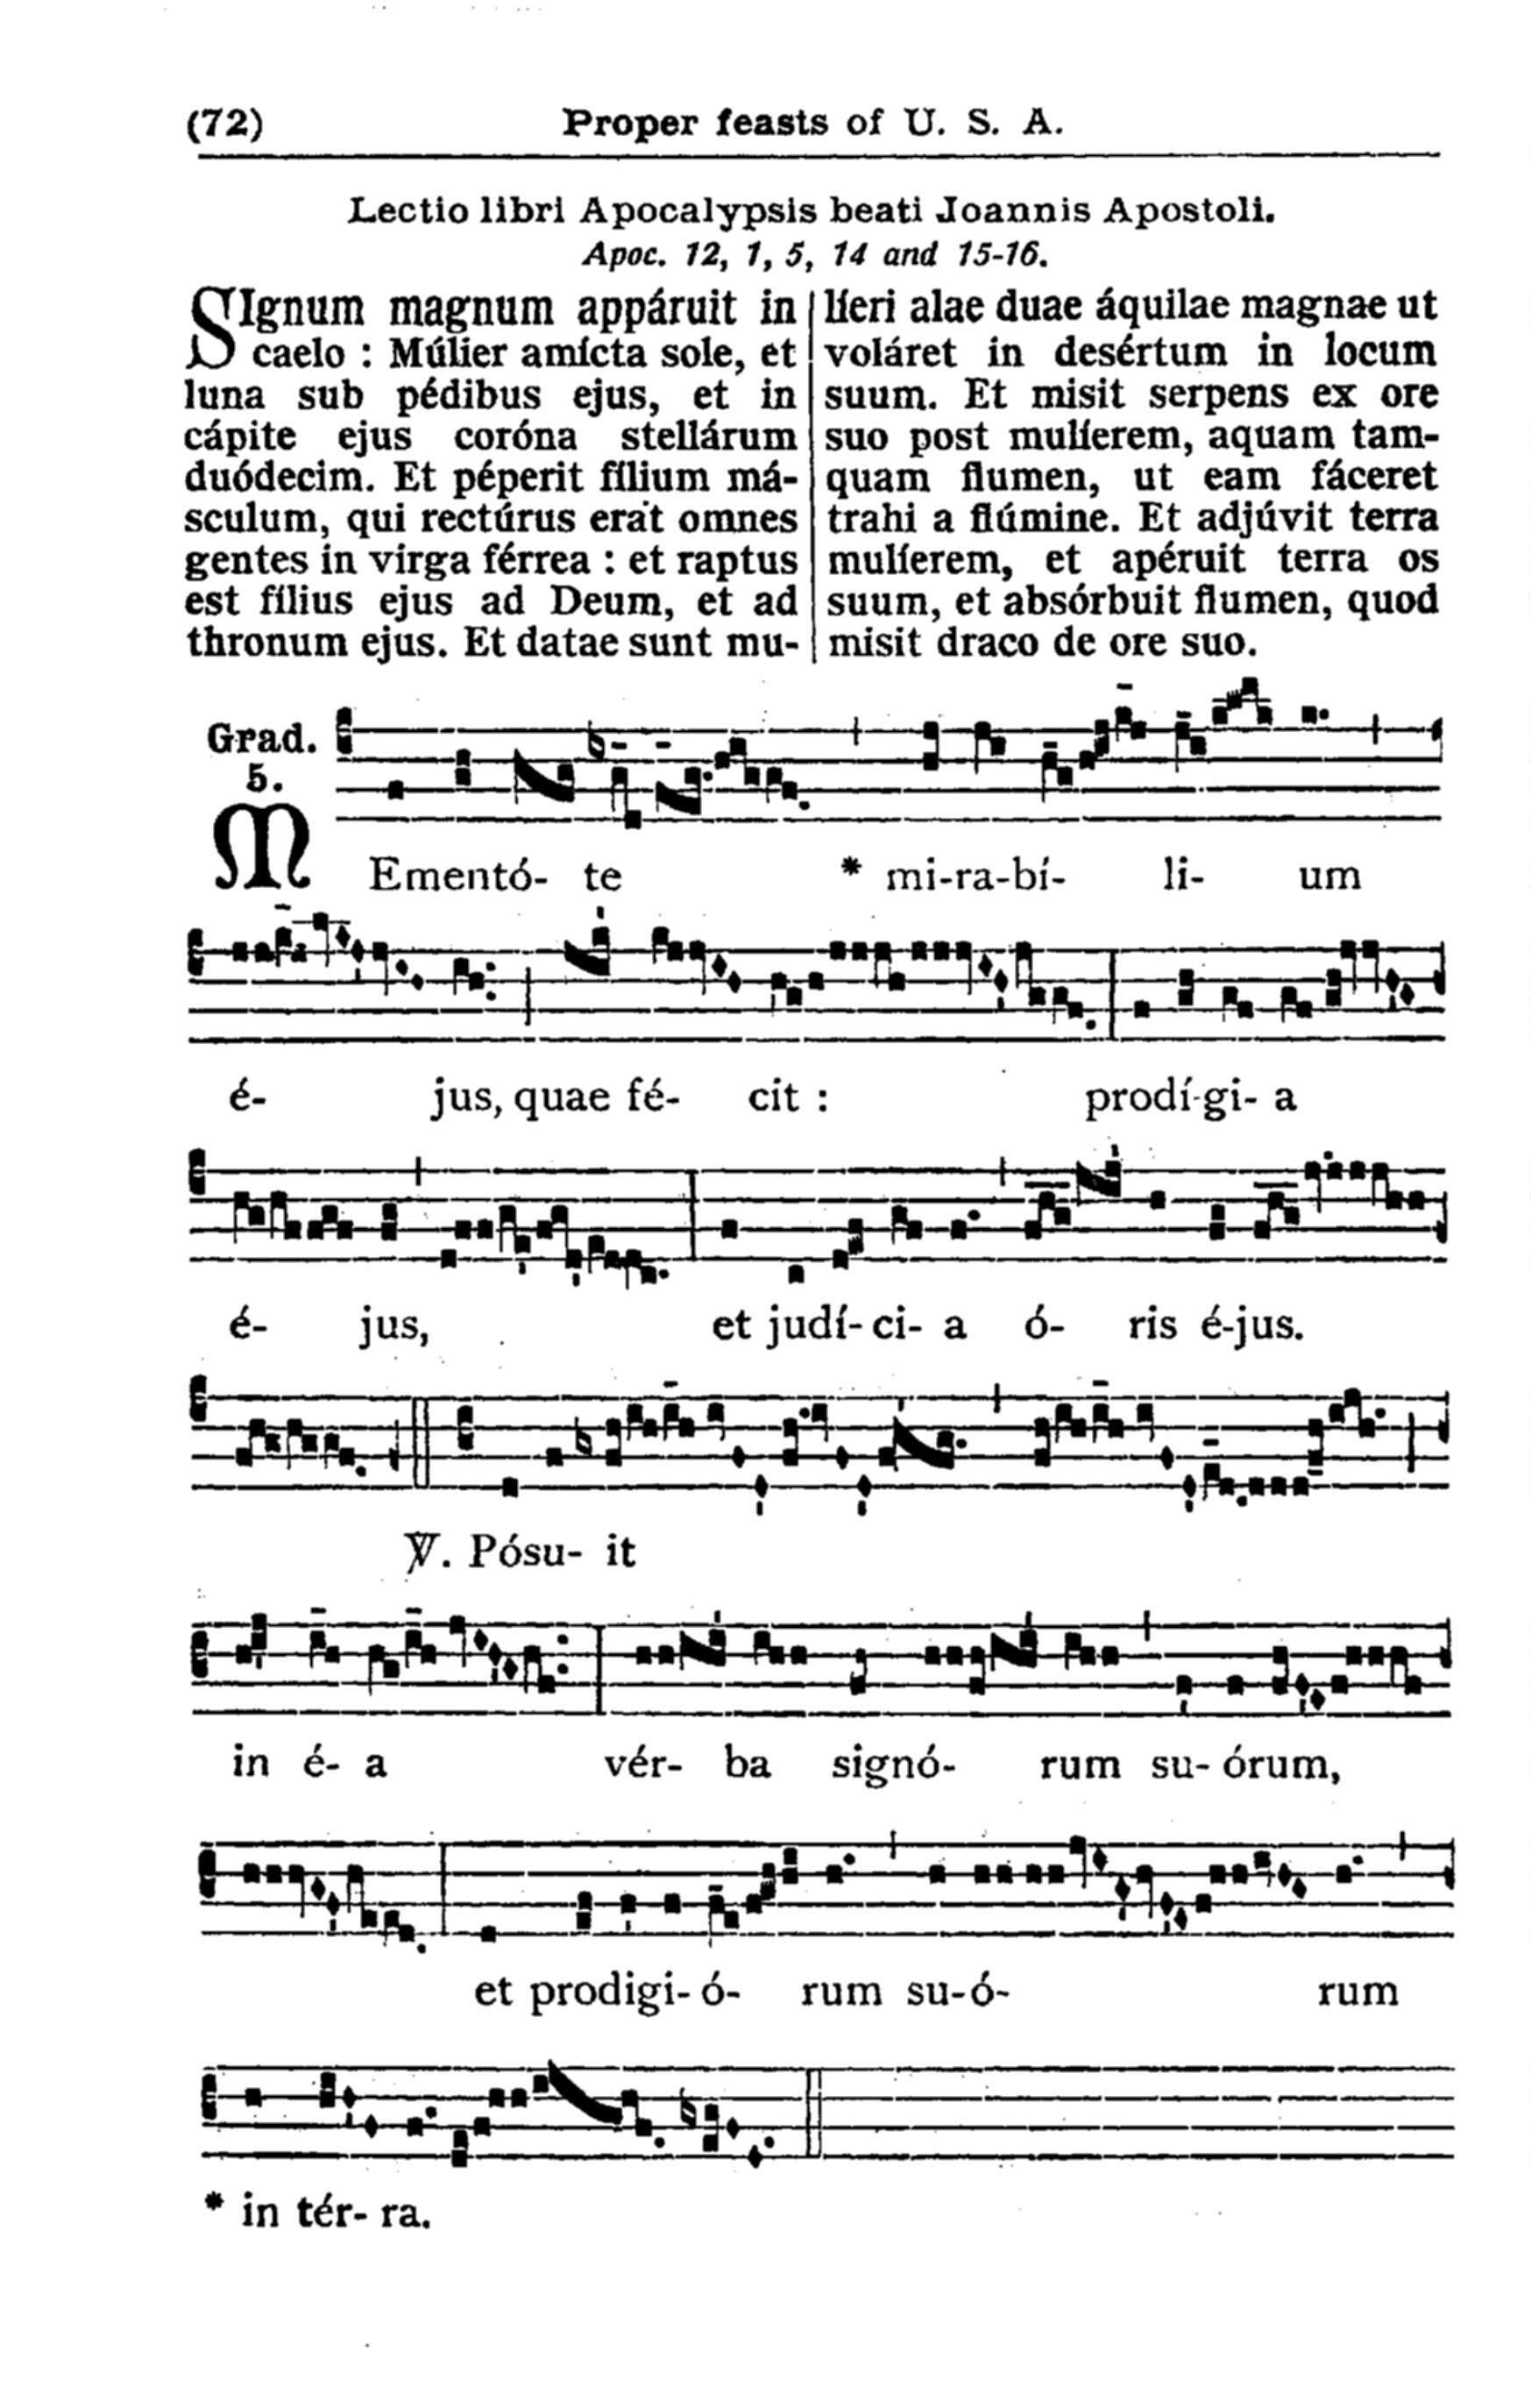 (72) Proper feasts of U. S. A.
Lectio libri Apocalypsis beati Joannis Apostoli.
Apoc. 12, 1, 5, 14 and 15-16.
SIgnum magnum appáruit in
caelo : Múlier amícta sole, et
luna sub pédibus ejus, et in
cápite ejus coróna stellárum
duódecim. Et péperit fílium má-
sculum, qui rectúrus erat omnes
gentes in virga férrea : et raptus
est fílius ejus ad Deum, et ad
thronum ejus. Et datae sunt mu-
líeri alae duae áquilae magnae ut
voláret in desértum in locum
suum. Et misit serpens ex ore
suo post mulíerem, aquam tam-
quam flumen, ut eam fáceret
trahi a flúmine. Et adjúvit terra
mulíerem, et apéruit terra os
suum, et absórbuit flumen, quod
misit draco de ore suo.
Grad.
5.
MEmentó- te * mi-ra-bí- li- um
é- jus, quae fé- cit : prodí-gi- a
é- jus, et judí- ci- a ó- ris é-jus.
℣. Pósu- it
in é- a vér- ba signó- rum su- órum,
et prodigi- ó- rum su-ó- rum
* in tér- ra.